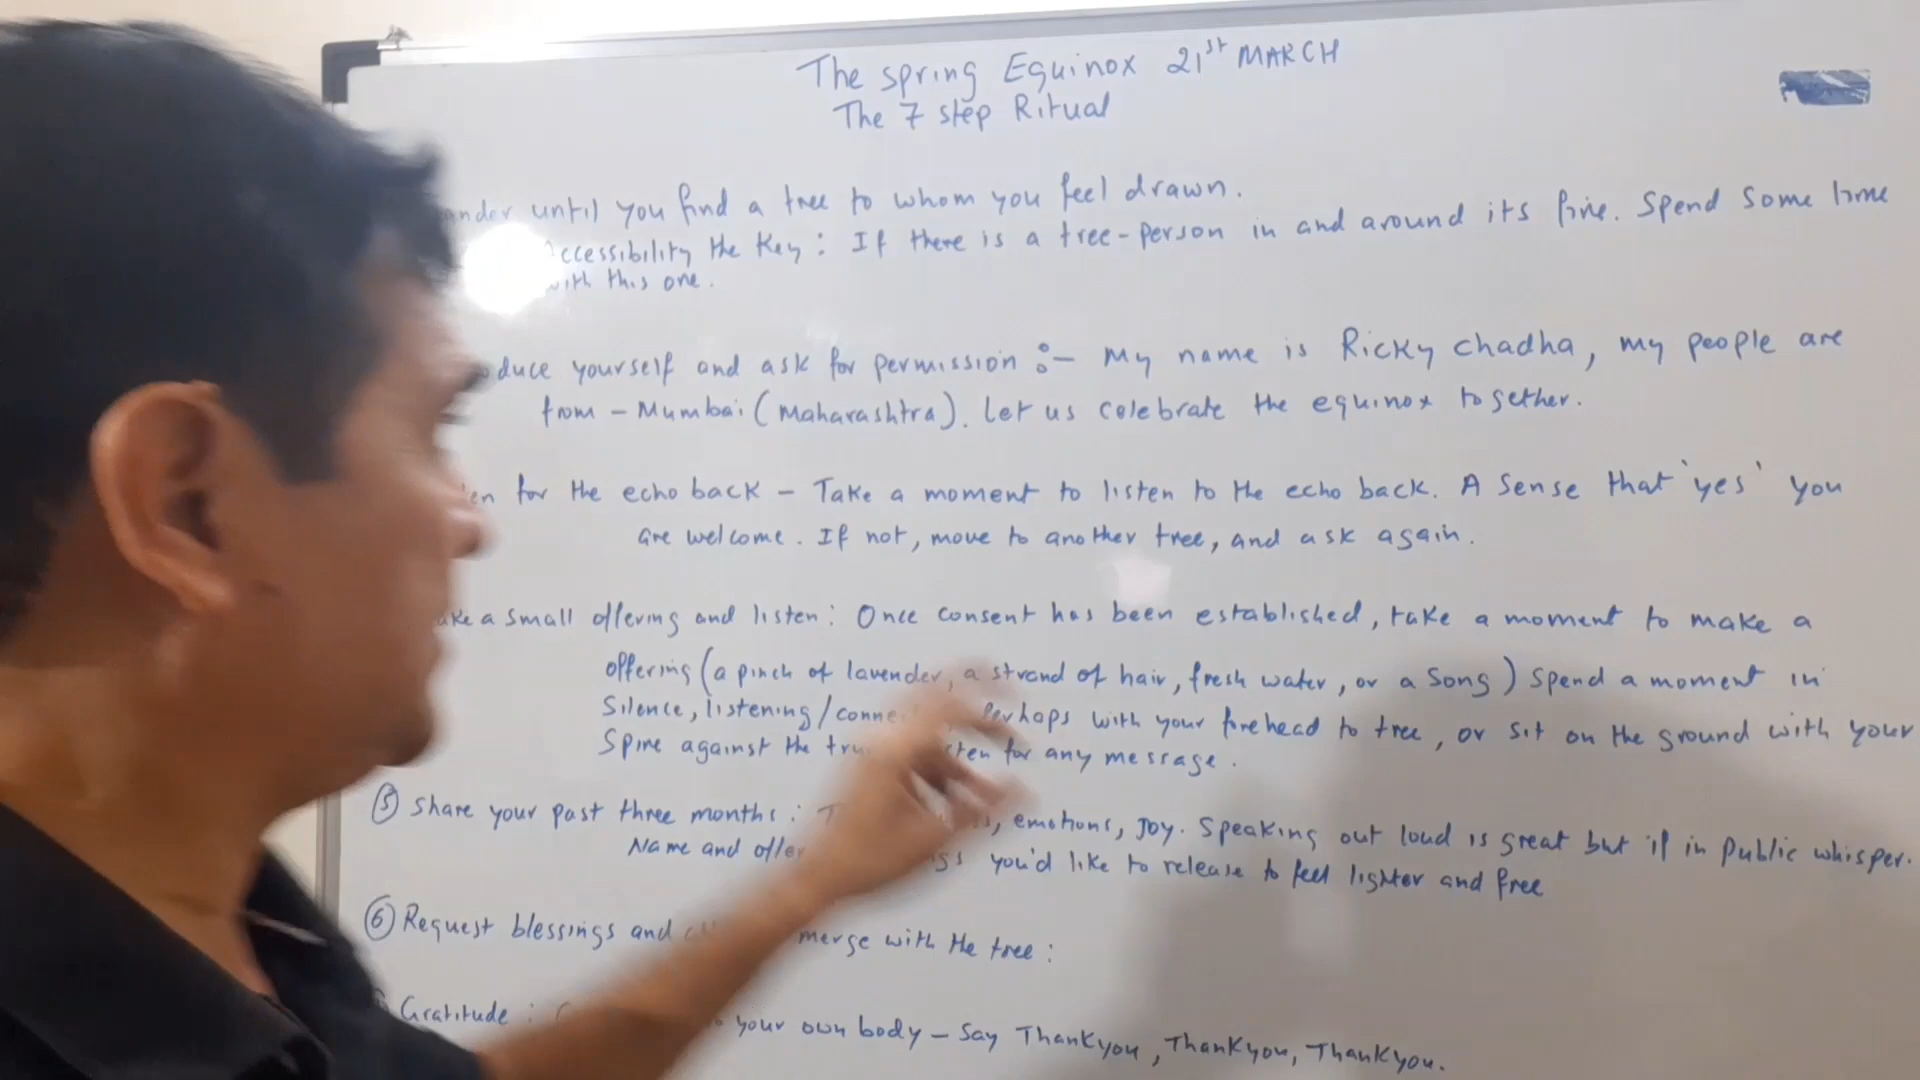 The Spring Equinox 21st MARCH
The 7 step Ritual
until you find a tree to whom you feel drawn.
Accessibility the Key: If there is a tree-person in and around its fine. Spend Some time
with this one.
yourself and ask for permission :- My name is Ricky Chadha, my people are
from - Mumbai (Maharashtra). Let us celebrate the equinox together.
for the echo back - Take a moment to listen to the echo back. A Sense that 'yes' you
are welcome. If not, move to another tree, and ask again.
a small offering and listen: Once consent has been established, take a moment to make a
offering (a pinch of lavender, a strand of hair, fresh water, or a Song) Spend a moment in
Silence, listening/ Perhaps with your forehead to tree, or sit on the ground with your
Spine against the for any message.
⑤ Share your past three months: emotions, Joy. Speaking out loud is great but if in Public whisper.
Name and you'd like to release to feel lighter and free
⑥ Request blessings and merge with the tree:
Gratitude: your own body - Say Thankyou, Thankyou, Thankyou.